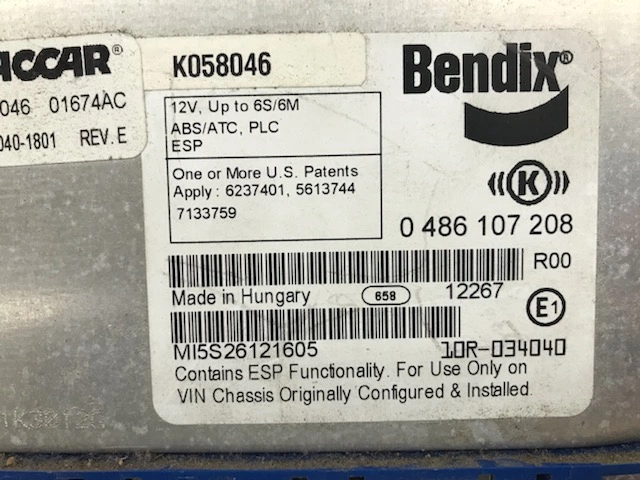 ACCAR®
046 01674AC
040-1801 REV. E
K058046
Bendix®
12V, Up to 6S/6M
ABS/ATC, PLC
ESP
One or More U.S. Patents
Apply : 6237401, 5613744
7133759
K
0 486 107 208
R00
Made in Hungary 658 12267
E1
MI5S26121605 10R-034040
Contains ESP Functionality. For Use Only on
VIN Chassis Originally Configured & Installed.